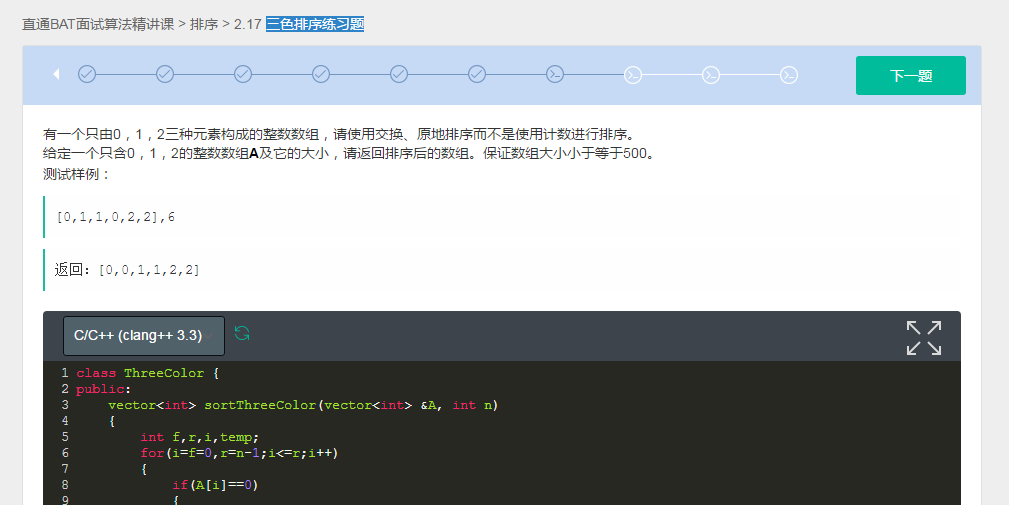 直通BAT面试算法精讲课 > 排序 > 2.17 三色排序练习题
下一题
有一个只由0，1，2三种元素构成的整数数组，请使用交换、原地排序而不是使用计数进行排序。
给定一个只含0，1，2的整数数组A及它的大小，请返回排序后的数组。保证数组大小小于等于500。
测试样例：
[0,1,1,0,2,2],6
返回：[0,0,1,1,2,2]
C/C++ (clang++ 3.3)
1 class ThreeColor {
2 public:
3     vector<int> sortThreeColor(vector<int> &A, int n)
4     {
5         int f,r,i,temp;
6         for(i=f=0,r=n-1;i<=r;i++)
7         {
8             if(A[i]==0)
9             {